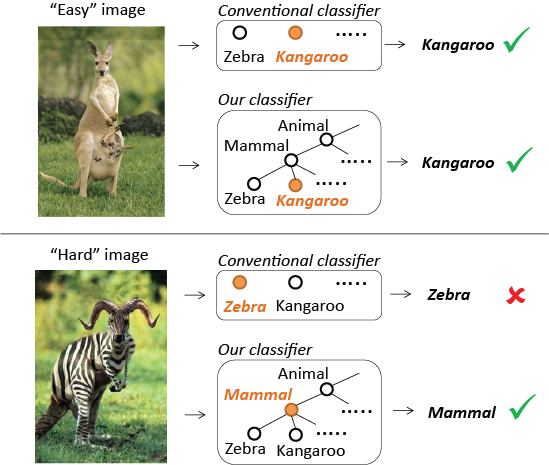 “Easy” image
Conventional classifier
Zebra Kangaroo
Kangaroo
Our classifier
Animal
Mammal
Zebra
Kangaroo
Kangaroo
“Hard” image
Conventional classifier
Zebra Kangaroo
Zebra
Our classifier
Animal
Mammal
Zebra Kangaroo
Mammal